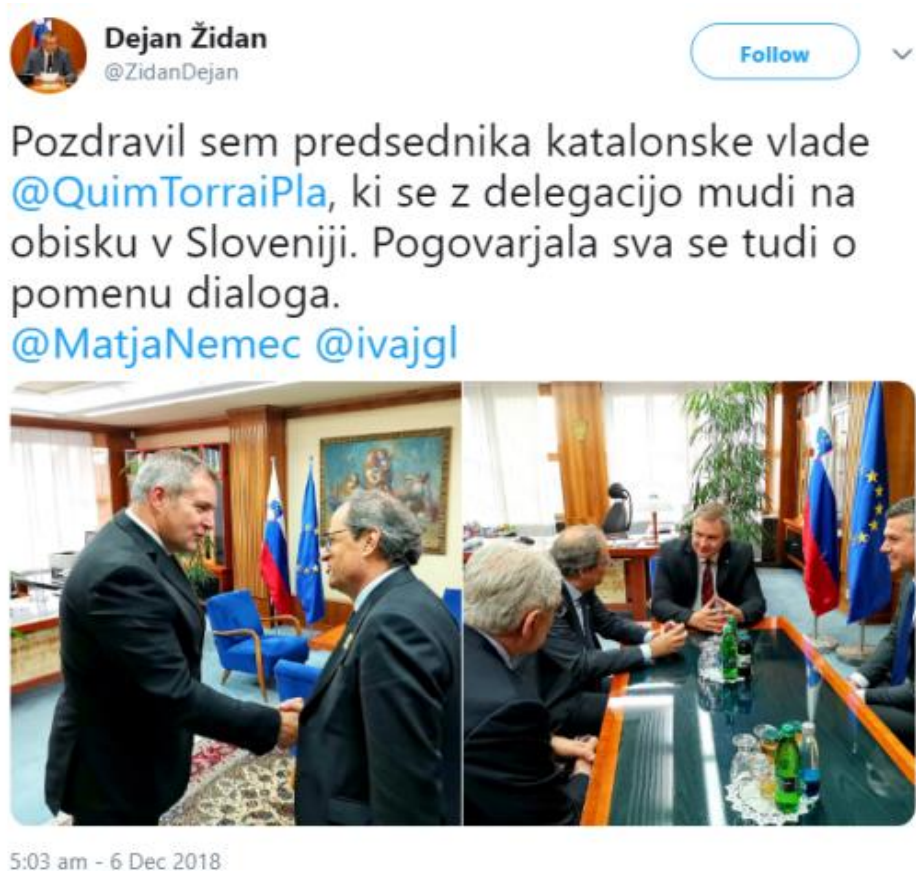 Dejan Židan
@ZidanDejan
Follow
Pozdravil sem predsednika katalonske vlade
@QuimTorraiPla, ki se z delegacijo mudi na
obisku v Sloveniji. Pogovarjala sva se tudi o
pomenu dialoga.
@MatjaNemec @ivajgl
5:03 am - 6 Dec 2018